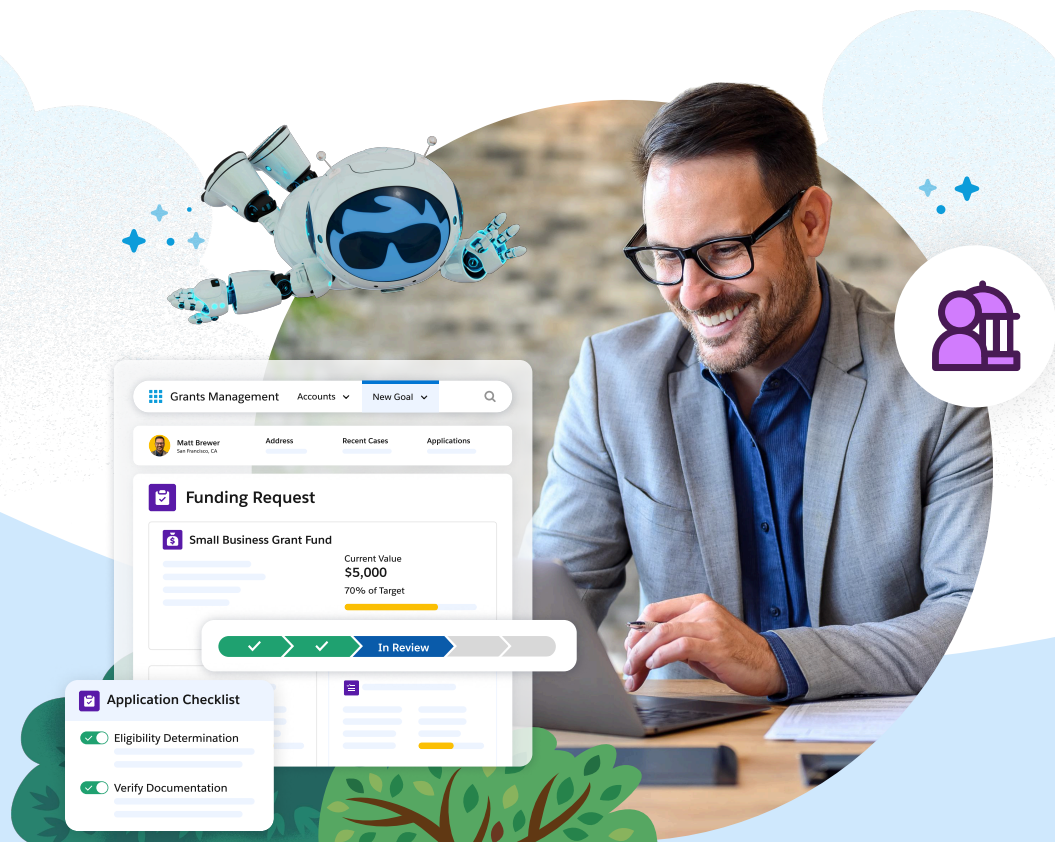 Grants Management
Accounts
New Goal
Matt Brewer
San Francisco, CA
Address
Recent Cases
Applications
Funding Request
$
Small Business Grant Fund
Current Value
$5,000
70% of Target
In Review
Application Checklist
Eligibility Determination
Verify Documentation